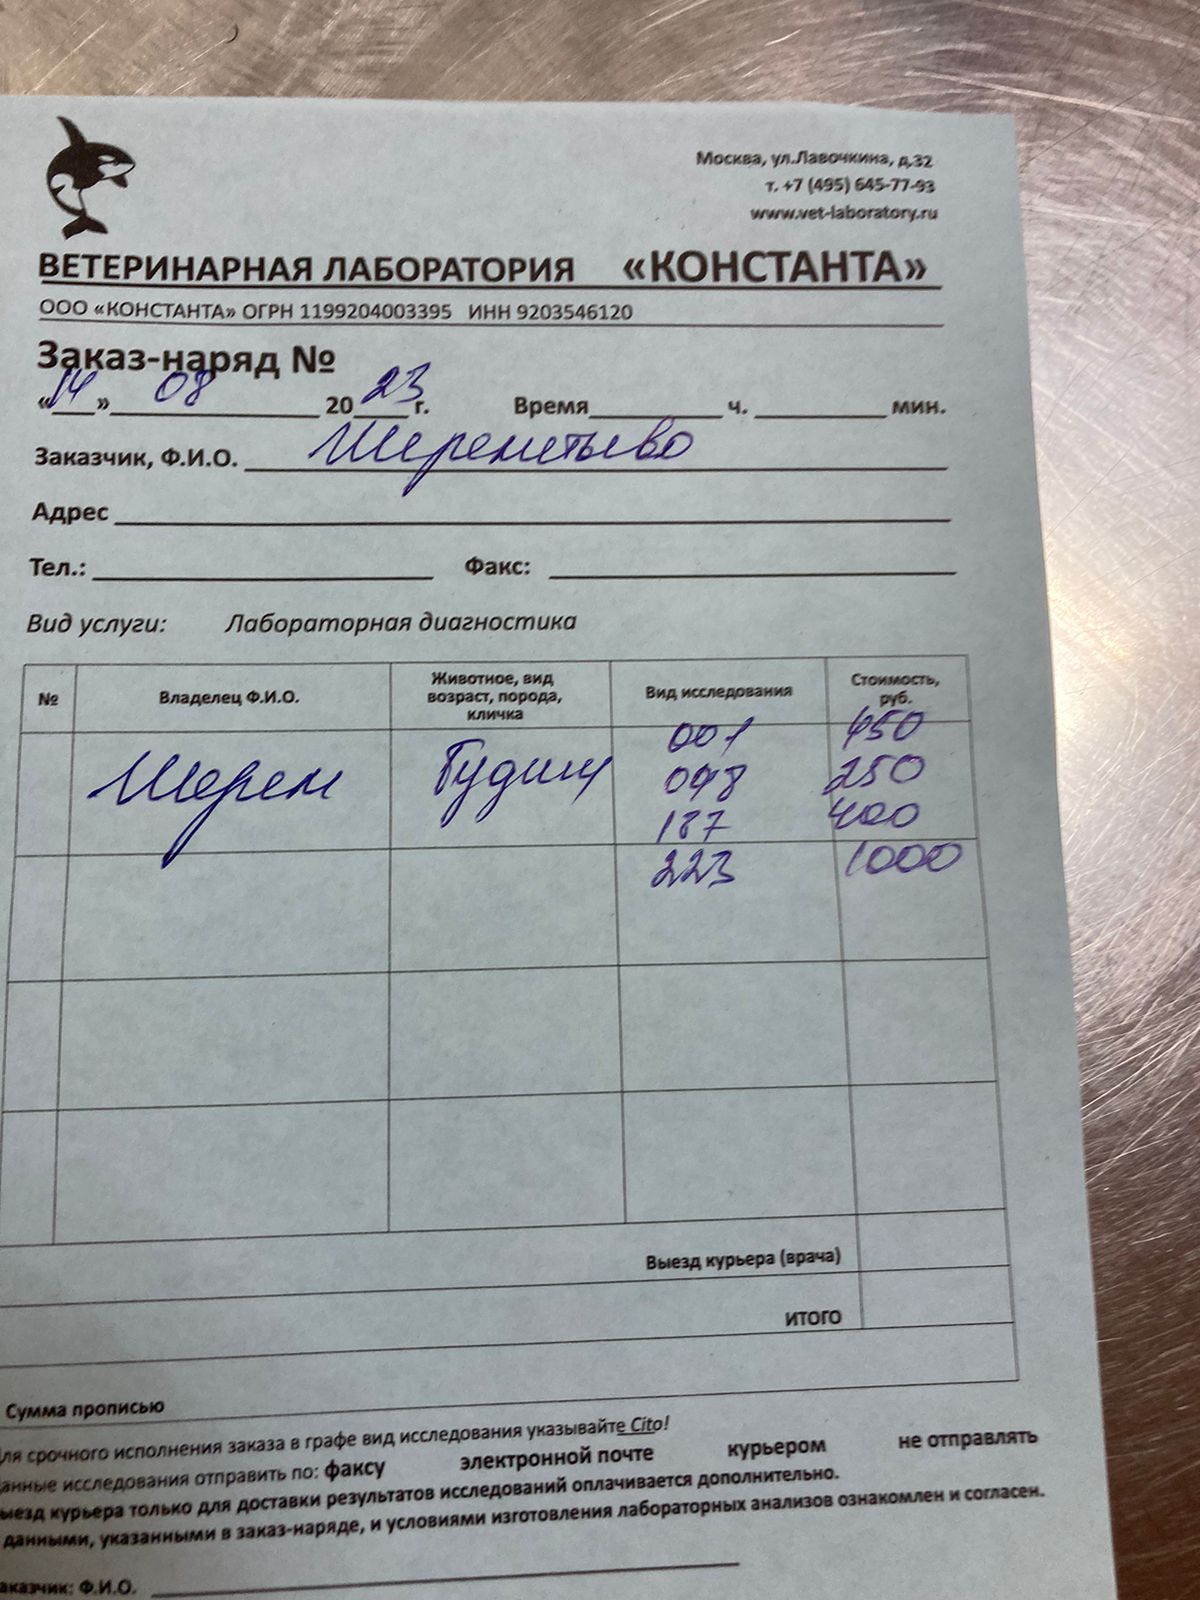 Москва, ул.Лавочкина, д.32
т. +7 (495) 645-77-93
www.vet-laboratory.ru
ВЕТЕРИНАРНАЯ ЛАБОРАТОРИЯ «КОНСТАНТА»
ООО «КОНСТАНТА» ОГРН 1199204003395 ИНН 9203546120
Заказ-наряд №
«14» 08 2023 г. Время ч. мин.
Заказчик, Ф.И.О. Шереметьево
Адрес
Тел.: Факс:
Вид услуги: Лабораторная диагностика
№ Владелец Ф.И.О. Животное, вид возраст, порода, кличка Вид исследования Стоимость, руб.
Шерем 001 450
098 250
187 400
223 1000
Выезд курьера (врача)
ИТОГО
Сумма прописью
Для срочного исполнения заказа в графе вид исследования указывайте Cito!
данные исследования отправить по: факсу электронной почте курьером не отправлять
выезд курьера только для доставки результатов исследований оплачивается дополнительно.
данными, указанными в заказ-наряде, и условиями изготовления лабораторных анализов ознакомлен и согласен.
аказчик: Ф.И.О.